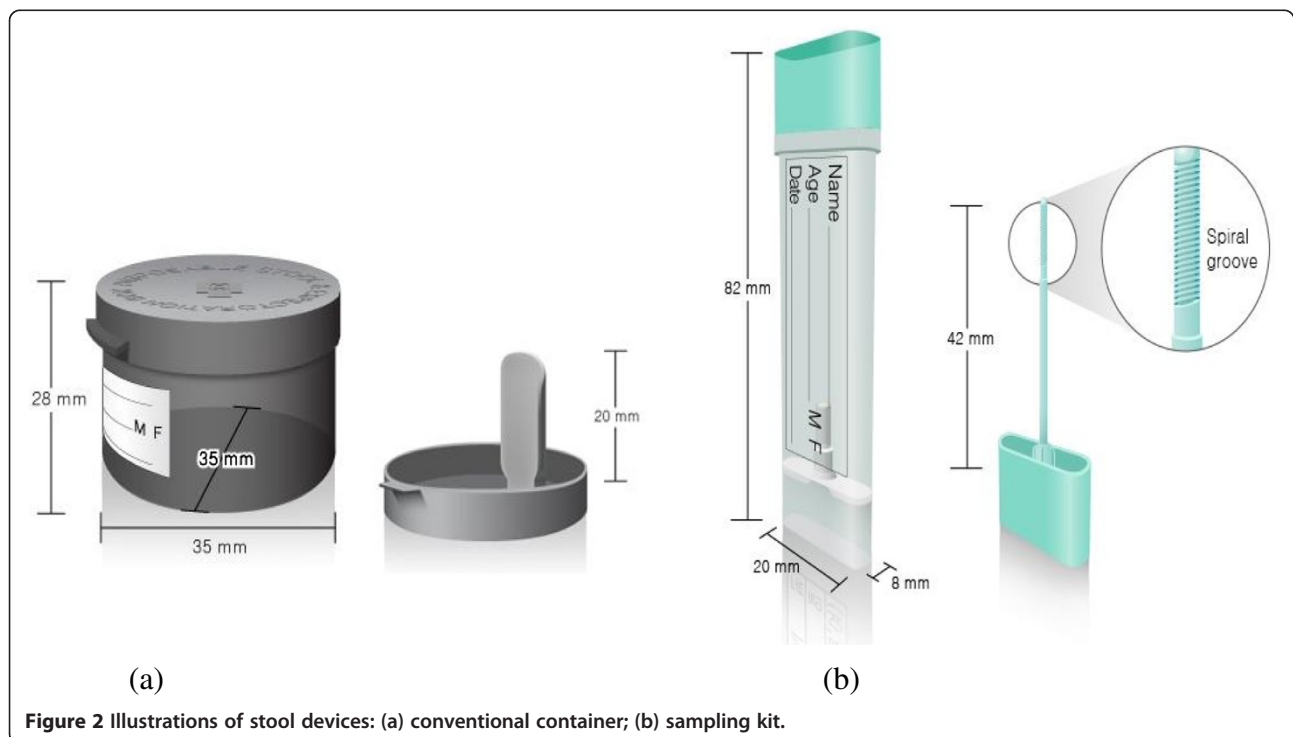 28 mm
M F
35 mm
35 mm
20 mm
(a)
82 mm
Name
Age
Date
M F
20 mm
8 mm
42 mm
Spiral
groove
(b)
Figure 2 Illustrations of stool devices: (a) conventional container; (b) sampling kit.